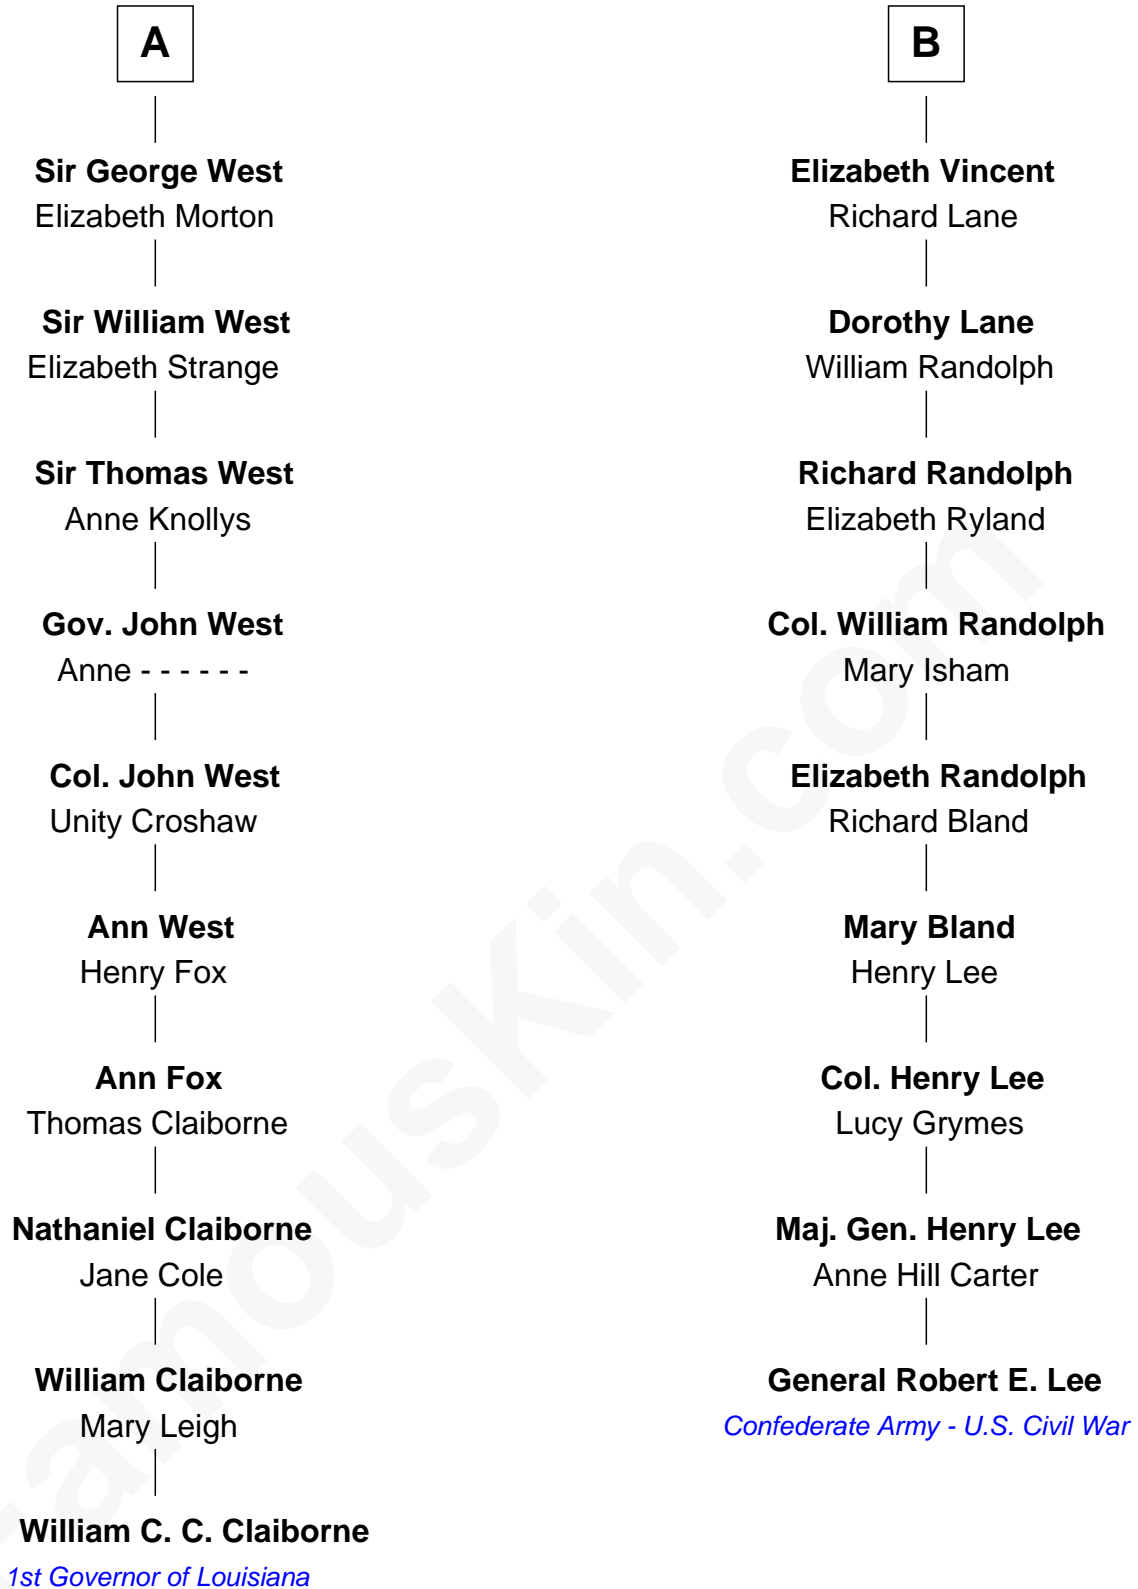 A
Sir George West
Elizabeth Morton
Sir William West
Elizabeth Strange
Sir Thomas West
Anne Knollys
Gov. John West
Anne - - - - - -
Col. John West
Unity Croshaw
Ann West
Henry Fox
Ann Fox
Thomas Claiborne
Nathaniel Claiborne
Jane Cole
William Claiborne
Mary Leigh
William C. C. Claiborne
1st Governor of Louisiana
B
Elizabeth Vincent
Richard Lane
Dorothy Lane
William Randolph
Richard Randolph
Elizabeth Ryland
Col. William Randolph
Mary Isham
Elizabeth Randolph
Richard Bland
Mary Bland
Henry Lee
Col. Henry Lee
Lucy Grymes
Maj. Gen. Henry Lee
Anne Hill Carter
General Robert E. Lee
Confederate Army - U.S. Civil War
FamousKin.com